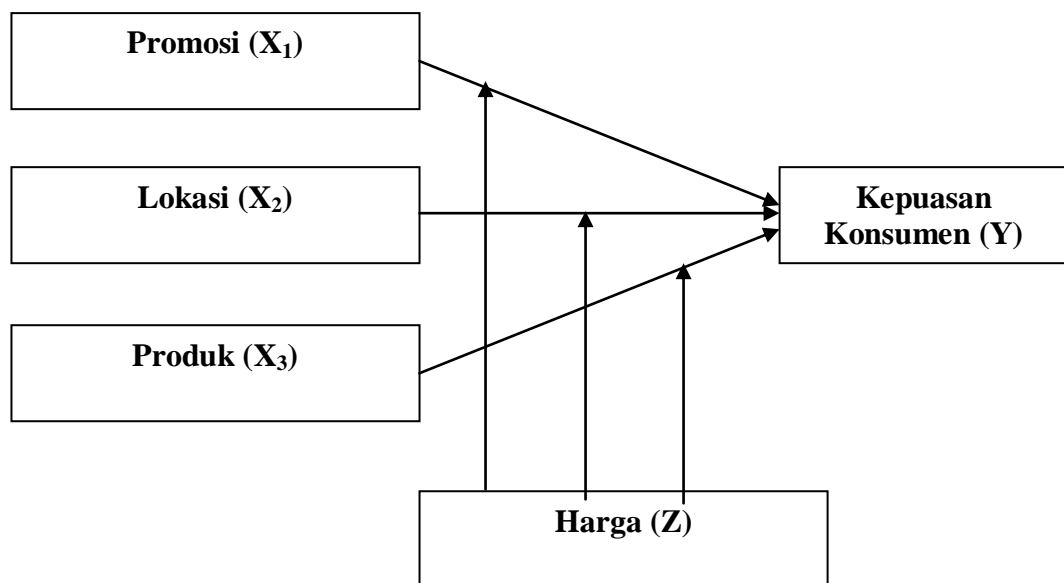 Promosi (X₁)
Lokasi (X₂)
Kepuasan
Konsumen (Y)
Produk (X₃)
Harga (Z)